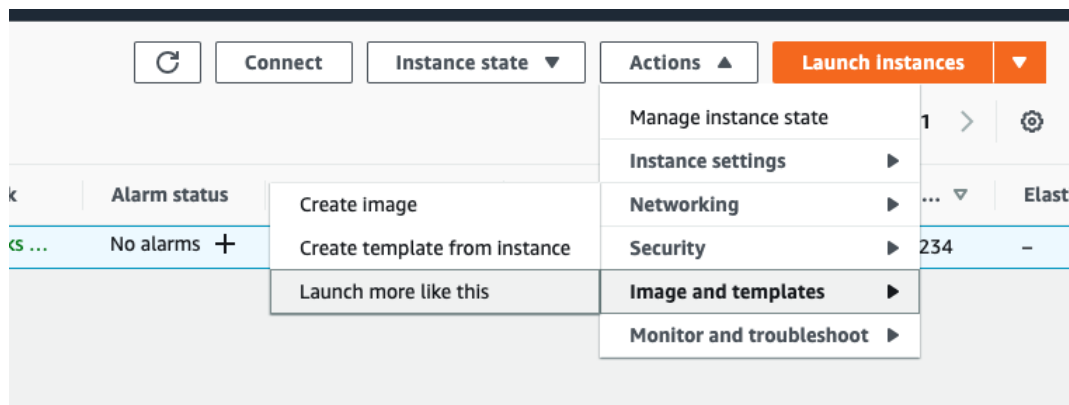 Connect
Instance state
Actions
Launch instances
Manage instance state
1
Instance settings
k
Alarm status
Create image
Networking
...
Elast
ks ...
No alarms
Create template from instance
Security
234
–
Launch more like this
Image and templates
Monitor and troubleshoot